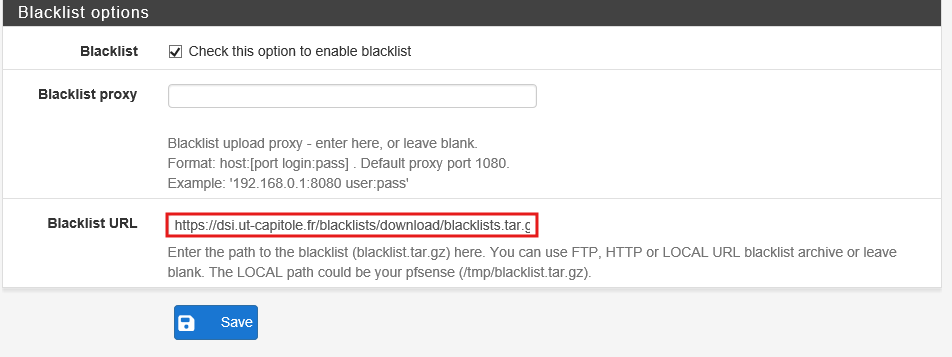 Blacklist options
Blacklist Check this option to enable blacklist
Blacklist proxy
Blacklist upload proxy - enter here, or leave blank.
Format: host:[port login:pass] . Default proxy port 1080.
Example: '192.168.0.1:8080 user:pass'
Blacklist URL https://dsi.ut-capitole.fr/blacklists/download/blacklists.tar.g
Enter the path to the blacklist (blacklist.tar.gz) here. You can use FTP, HTTP or LOCAL URL blacklist archive or leave
blank. The LOCAL path could be your pfsense (/tmp/blacklist.tar.gz).
Save